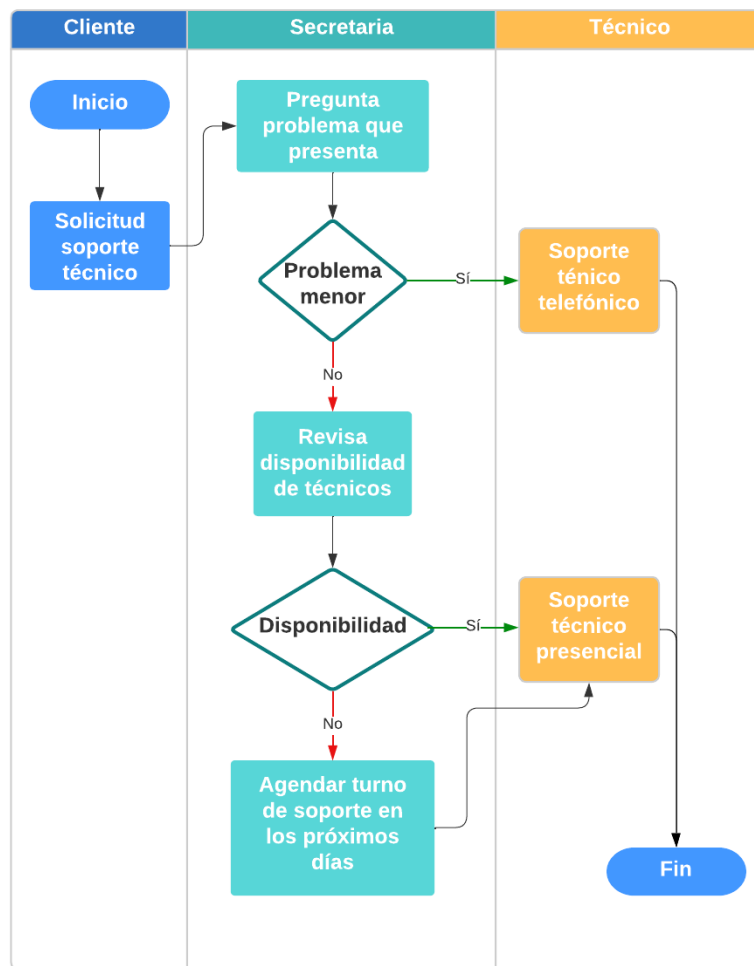 Cliente
Secretaria
Técnico
Inicio
Pregunta
problema que
presenta
Solicitud
soporte
técnico
Problema
menor
Sí
Soporte
ténico
telefónico
No
Revisa
disponibilidad
de técnicos
Disponibilidad
Sí
Soporte
técnico
presencial
No
Agendar turno
de soporte en
los próximos
días
Fin